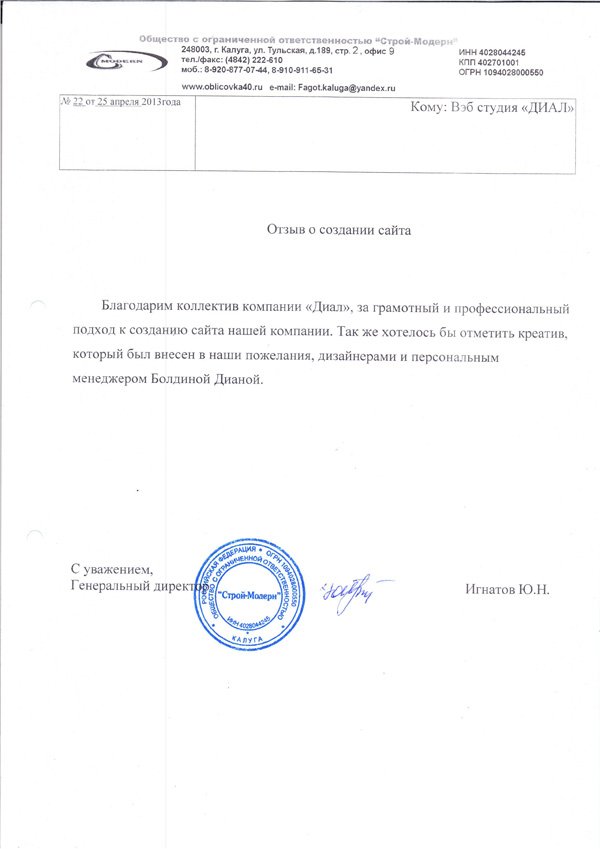 Общество с ограниченной ответственностью "Строй-Модерн"
MODERN
248003, г. Калуга, ул. Тульская, д.189, стр. 2 , офис 9
тел./факс: (4842) 222-610
моб.: 8-920-877-07-44, 8-910-911-65-31
www.oblicovka40.ru e-mail: Fagot.kaluga@yandex.ru
ИНН 4028044245
КПП 402701001
ОГРН 1094028000550
№ 22 от 25 апреля 2013года
Кому: Вэб студия «ДИАЛ»
Отзыв о создании сайта
Благодарим коллектив компании «Диал», за грамотный и профессиональный
подход к созданию сайта нашей компании. Так же хотелось бы отметить креатив,
который был внесен в наши пожелания, дизайнерами и персональным
менеджером Болдиной Дианой.
С уважением,
Генеральный директор
Игнатов Ю.Н.
РОССИЙСКАЯ ФЕДЕРАЦИЯ * ОГРН 1094028000550
ОБЩЕСТВО С ОГРАНИЧЕННОЙ ОТВЕТСТВЕННОСТЬЮ
"Строй-Модерн"
ИНН 4028044245
* КАЛУГА *